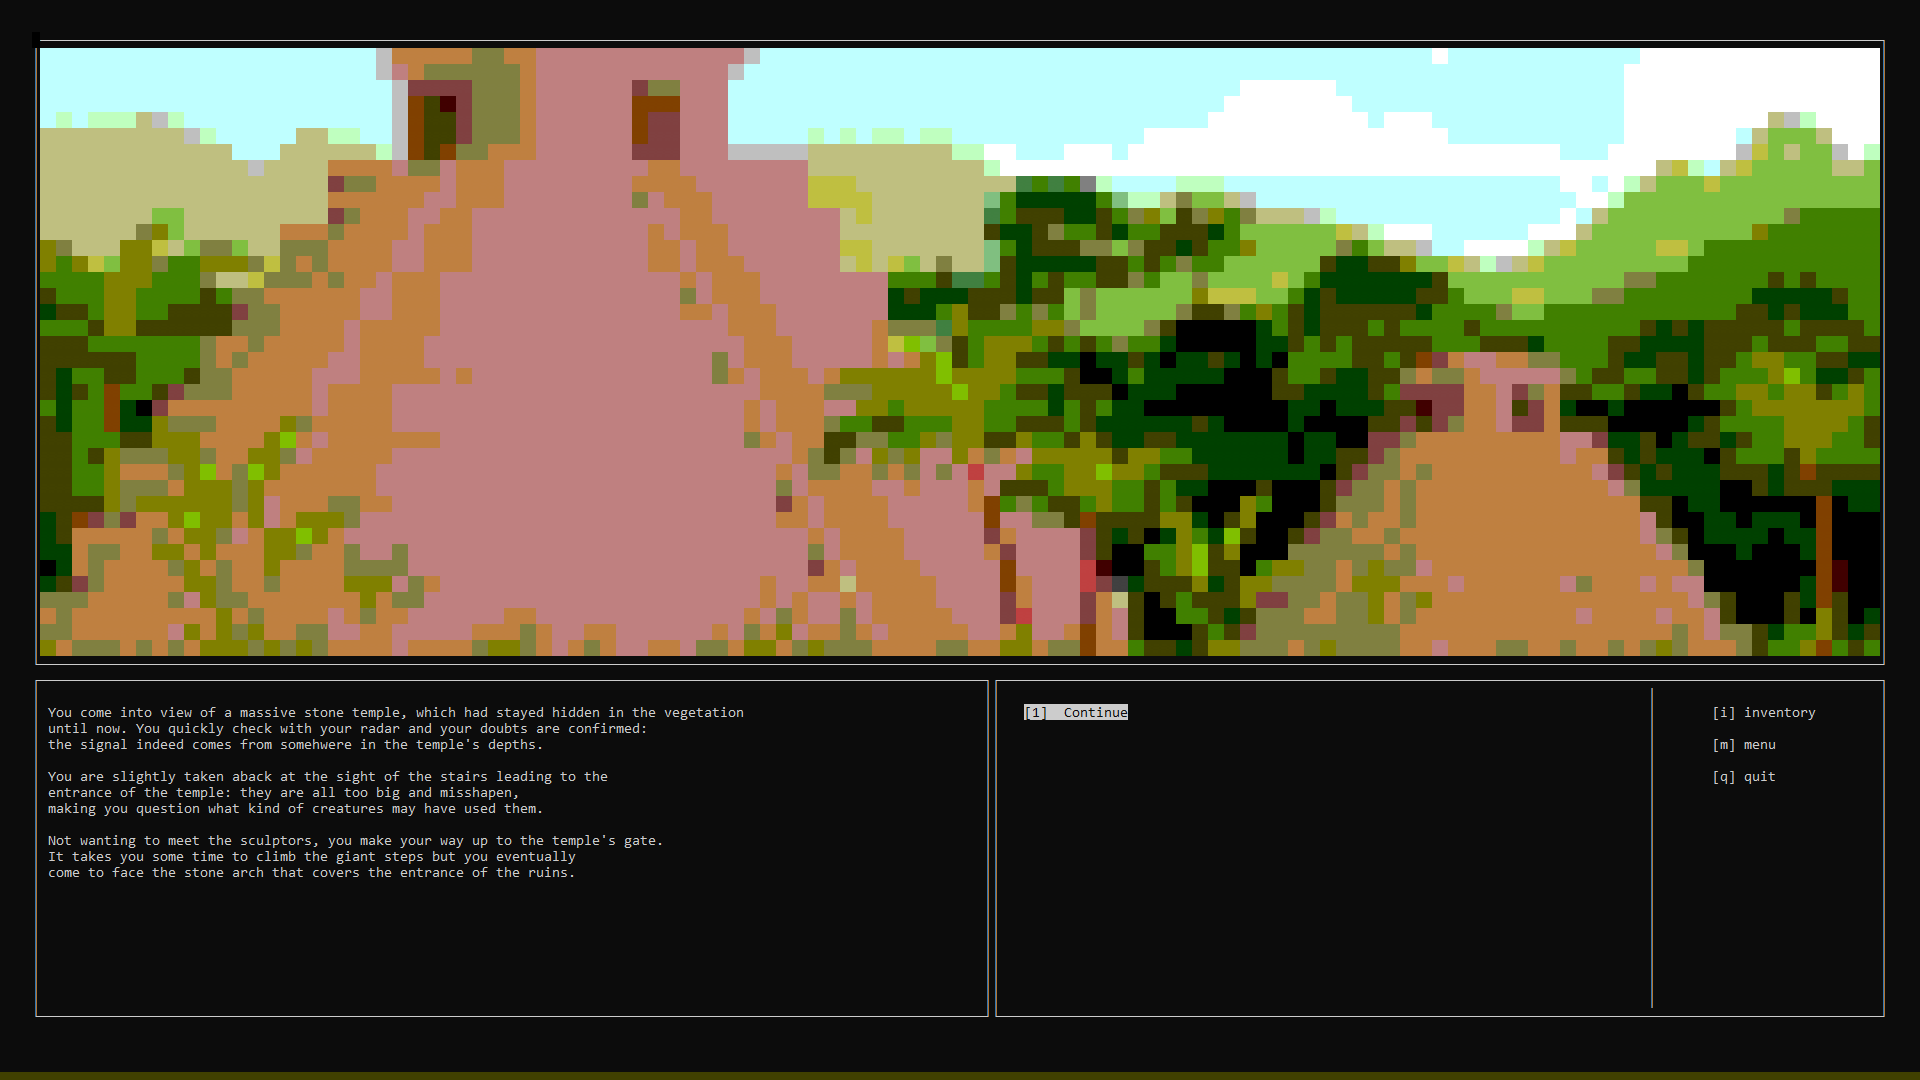 You come into view of a massive stone temple, which had stayed hidden in the vegetation
until now. You quickly check with your radar and your doubts are confirmed:
the signal indeed comes from somehwere in the temple's depths.
You are slightly taken aback at the sight of the stairs leading to the
entrance of the temple: they are all too big and misshapen,
making you question what kind of creatures may have used them.
Not wanting to meet the sculptors, you make your way up to the temple's gate.
It takes you some time to climb the giant steps but you eventually
come to face the stone arch that covers the entrance of the ruins.
[1]  Continue
[i] inventory
[m] menu
[q] quit